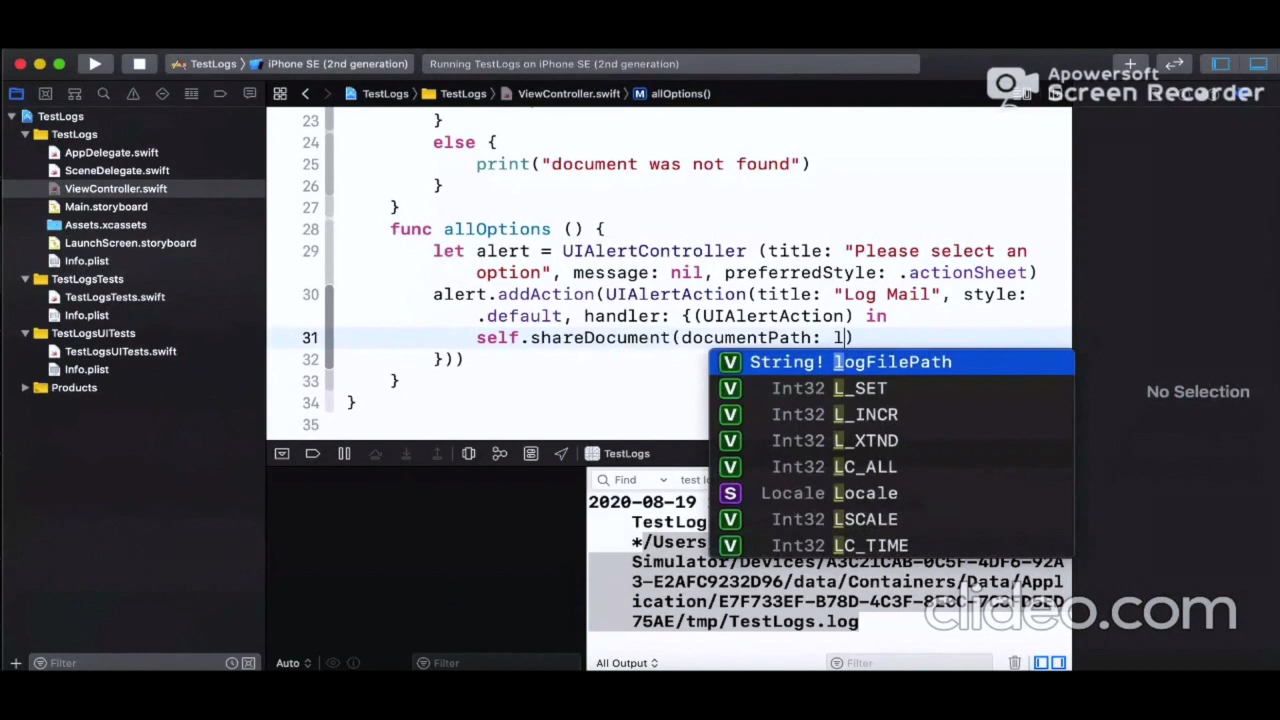 Apowersoft
Screen Recorder
TestLogs iPhone SE (2nd generation)
Running TestLogs on iPhone SE (2nd generation)
TestLogs TestLogs ViewController.swift M allOptions()
TestLogs
TestLogs
AppDelegate.swift
SceneDelegate.swift
ViewController.swift
Main.storyboard
Assets.xcassets
LaunchScreen.storyboard
Info.plist
TestLogsTests
TestLogsTests.swift
Info.plist
TestLogsUITests
TestLogsUITests.swift
Info.plist
Products
23 }
24 else {
25 print("document was not found")
26 }
27 }
28 func allOptions () {
29 let alert = UIAlertController (title: "Please select an
option", message: nil, preferredStyle: .actionSheet)
30 alert.addAction(UIAlertAction(title: "Log Mail", style:
.default, handler: {(UIAlertAction) in
31 self.shareDocument(documentPath: l)
32 }))
33 }
34 }
35
V String! logFilePath
V Int32 L_SET
V Int32 L_INCR
V Int32 L_XTND
V Int32 LC_ALL
S Locale Locale
V Int32 LSCALE
V Int32 LC_TIME
No Selection
TestLogs
Find test
2020-08-19
TestLog
*/Users
Simulator/Devices/A3C21CAB-0C5F-4DF6-92A
3-E2AFC9232D96/data/Containers/Data/Appl
75AE/tmp/TestLogs.log
clideo.com
Filter
Auto
Filter
All Output
Filter